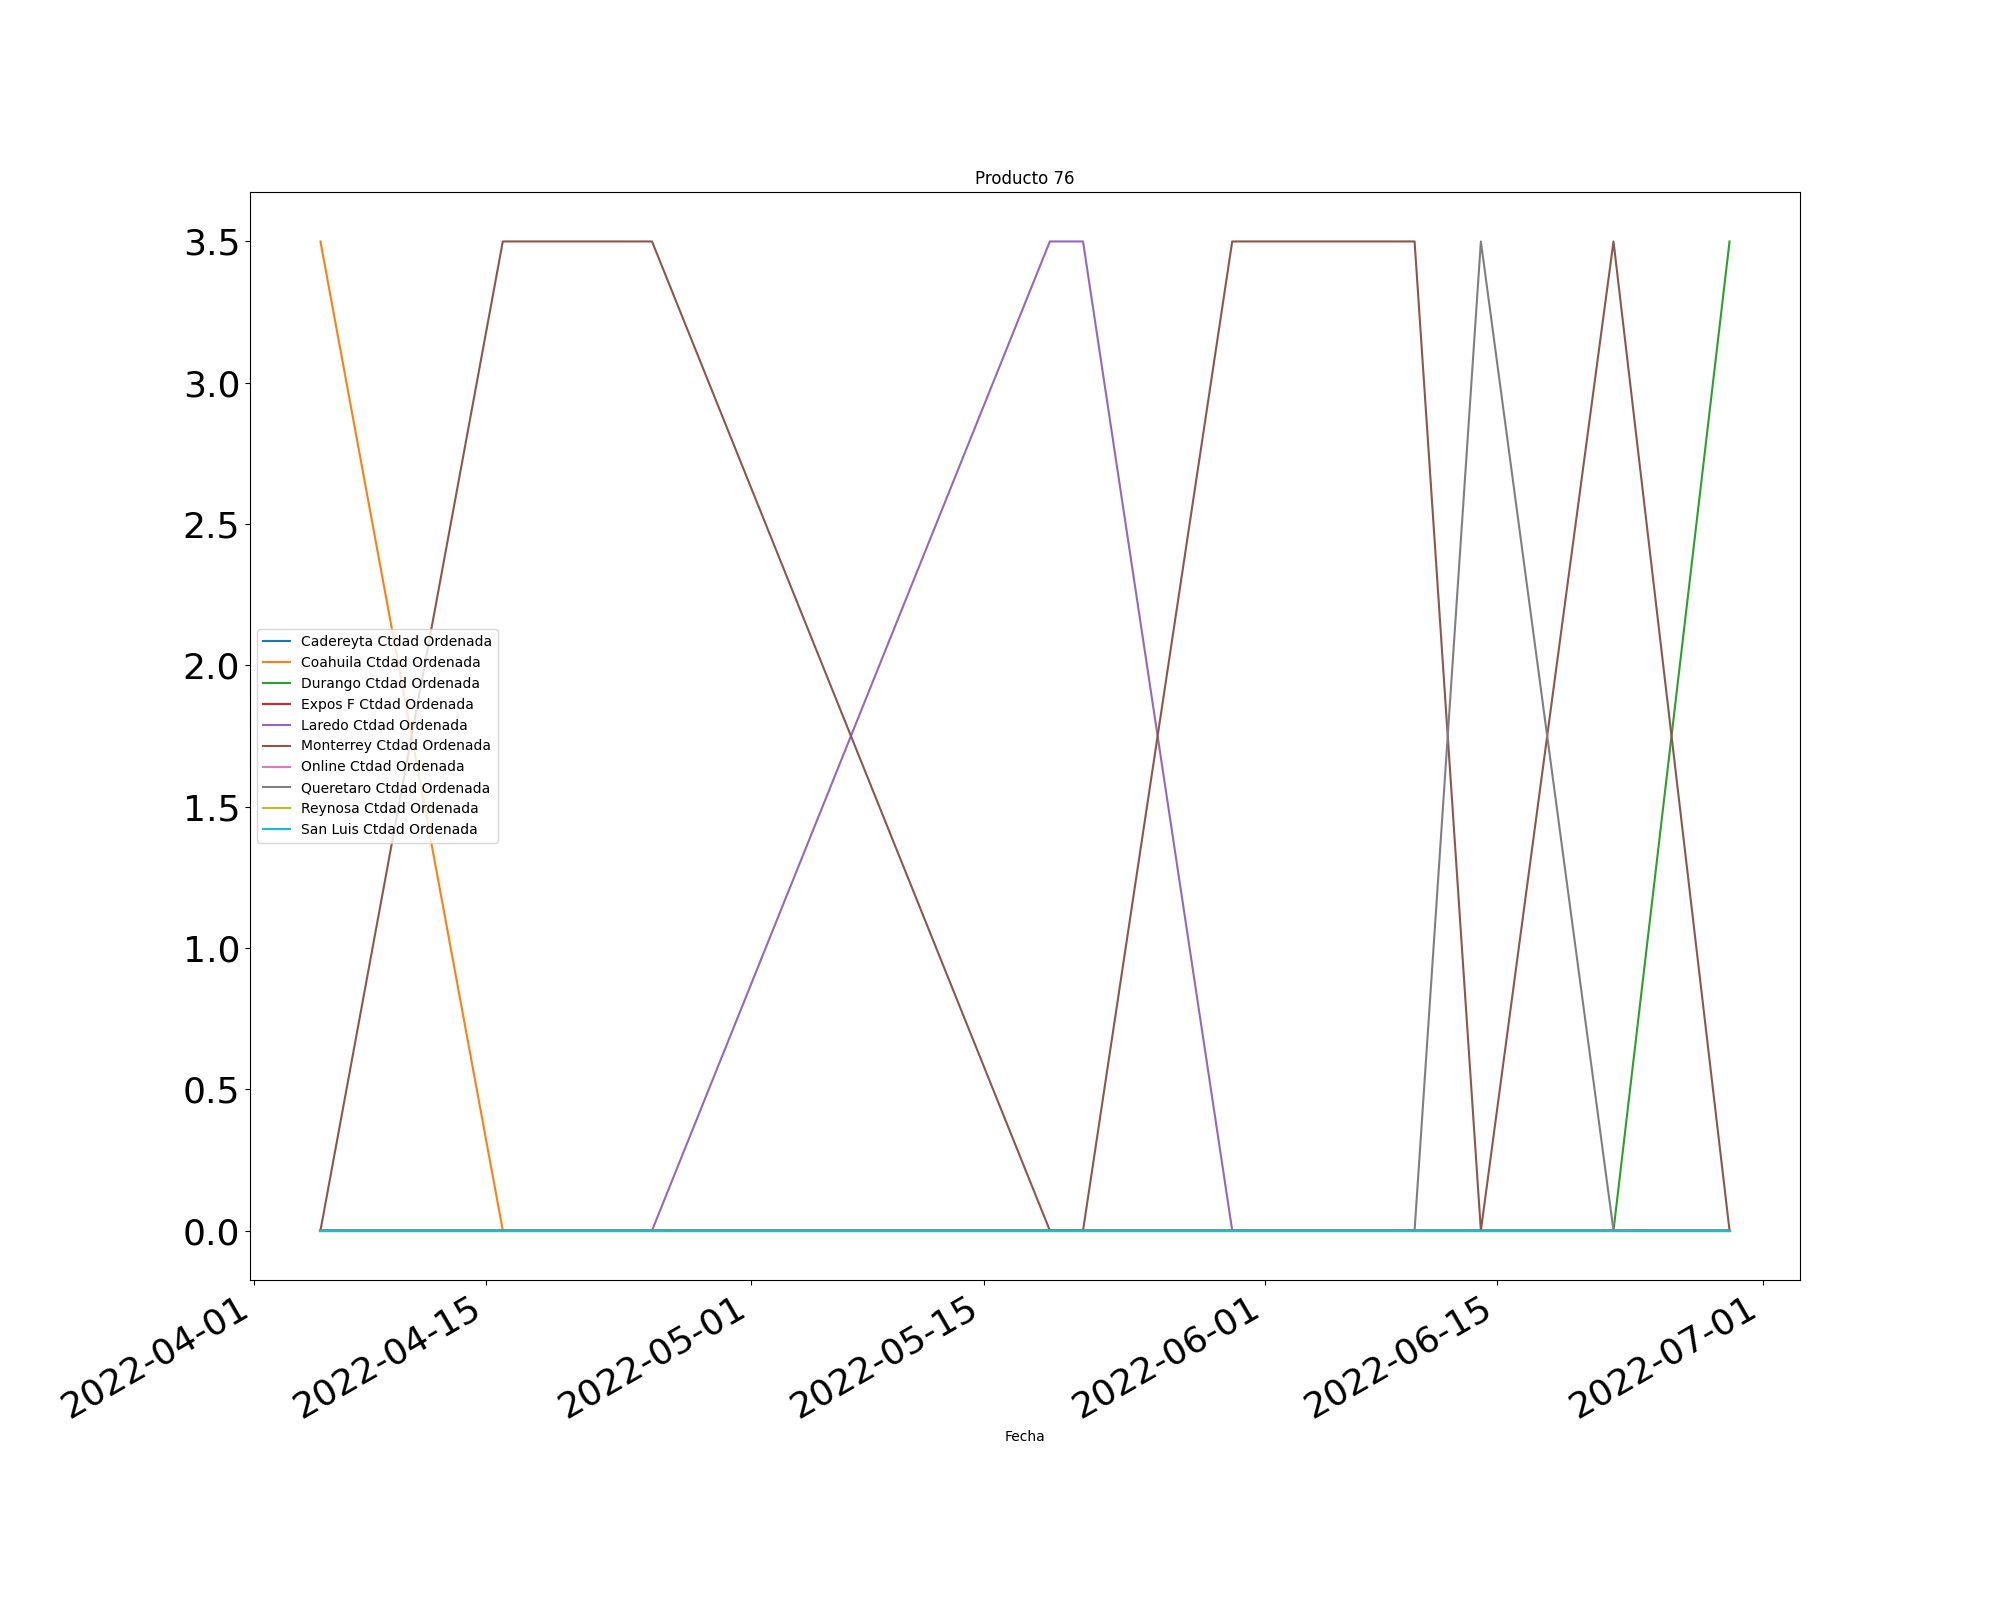 Producto 76
3.5
3.0
2.5
2.0
1.5
1.0
0.5
0.0
Cadereyta Ctdad Ordenada
Coahuila Ctdad Ordenada
Durango Ctdad Ordenada
Expos F Ctdad Ordenada
Laredo Ctdad Ordenada
Monterrey Ctdad Ordenada
Online Ctdad Ordenada
Queretaro Ctdad Ordenada
Reynosa Ctdad Ordenada
San Luis Ctdad Ordenada
2022-04-01
2022-04-15
2022-05-01
2022-05-15
2022-06-01
2022-06-15
2022-07-01
Fecha